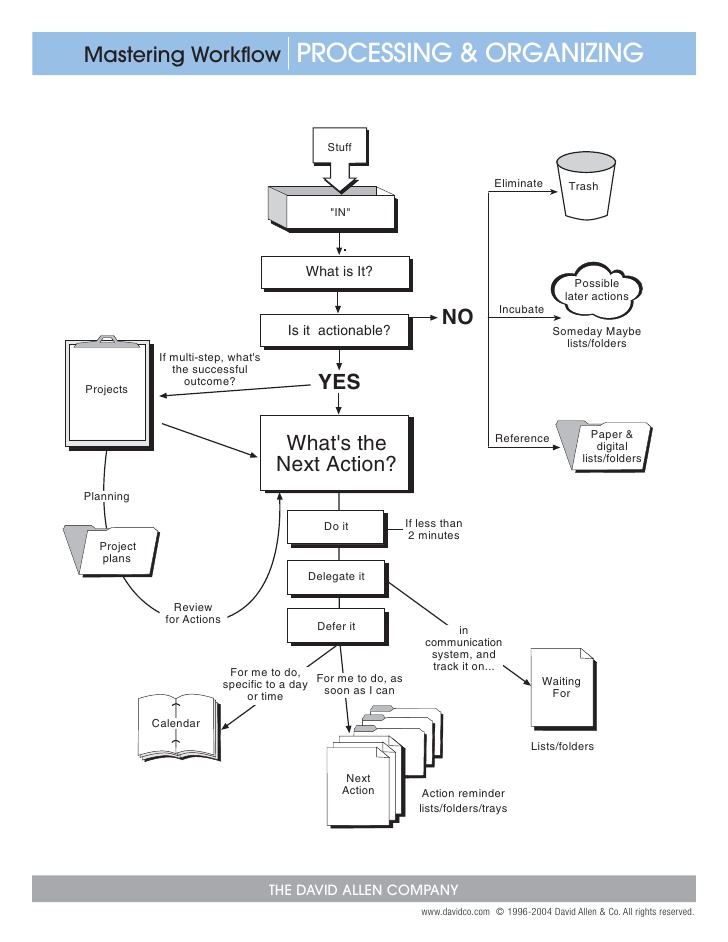 Mastering Workflow PROCESSING & ORGANIZING
Stuff
"IN"
What is It?
Is it actionable?
NO
Eliminate
Trash
Incubate
Possible
later actions
Someday Maybe
lists/folders
Reference
Paper &
digital
lists/folders
YES
If multi-step, what's
the successful
outcome?
Projects
Planning
Project
plans
Review
for Actions
What's the
Next Action?
Do it
If less than
2 minutes
Delegate it
in
communication
system, and
track it on...
Waiting
For
Lists/folders
Defer it
For me to do,
specific to a day
or time
Calendar
For me to do, as
soon as I can
Next
Action
Action reminder
lists/folders/trays
THE DAVID ALLEN COMPANY
www.davidco.com © 1996-2004 David Allen & Co. All rights reserved.